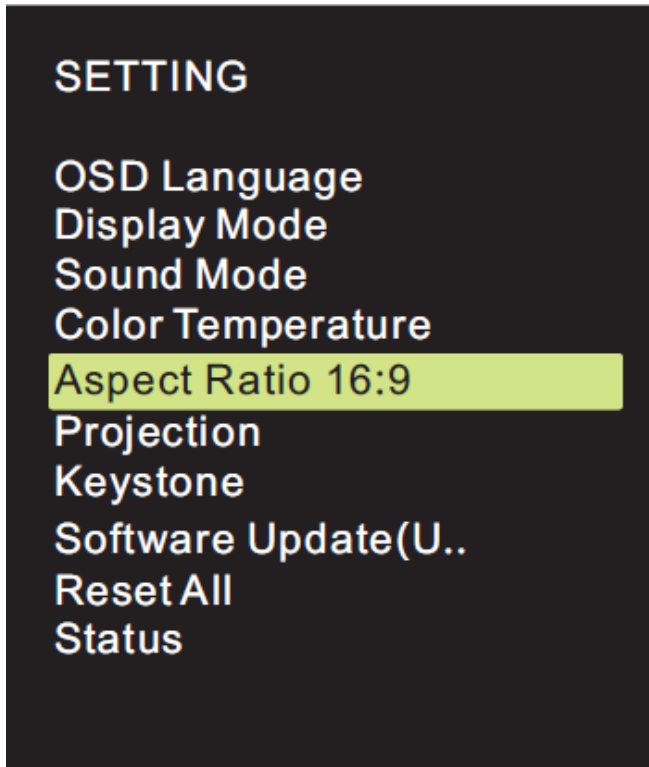 SETTING
OSD Language
Display Mode
Sound Mode
Color Temperature
Aspect Ratio 16:9
Projection
Keystone
Software Update(U..
Reset All
Status